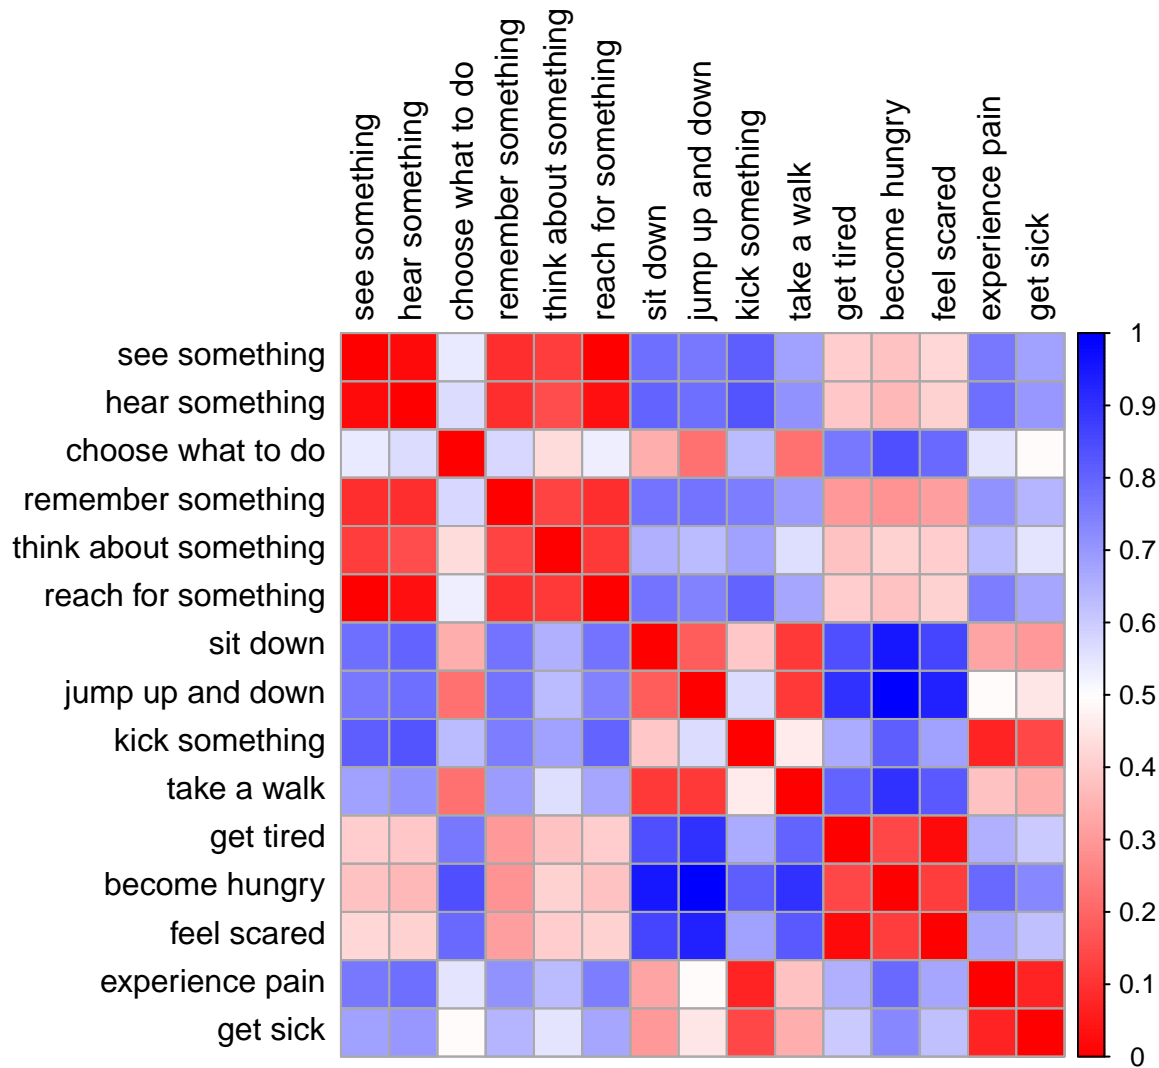 see something
hear something
choose what to do
remember something
think about something
reach for something
sit down
jump up and down
kick something
take a walk
get tired
become hungry
feel scared
experience pain
get sick
see something
hear something
choose what to do
remember something
think about something
reach for something
sit down
jump up and down
kick something
take a walk
get tired
become hungry
feel scared
experience pain
get sick
1
0.9
0.8
0.7
0.6
0.5
0.4
0.3
0.2
0.1
0